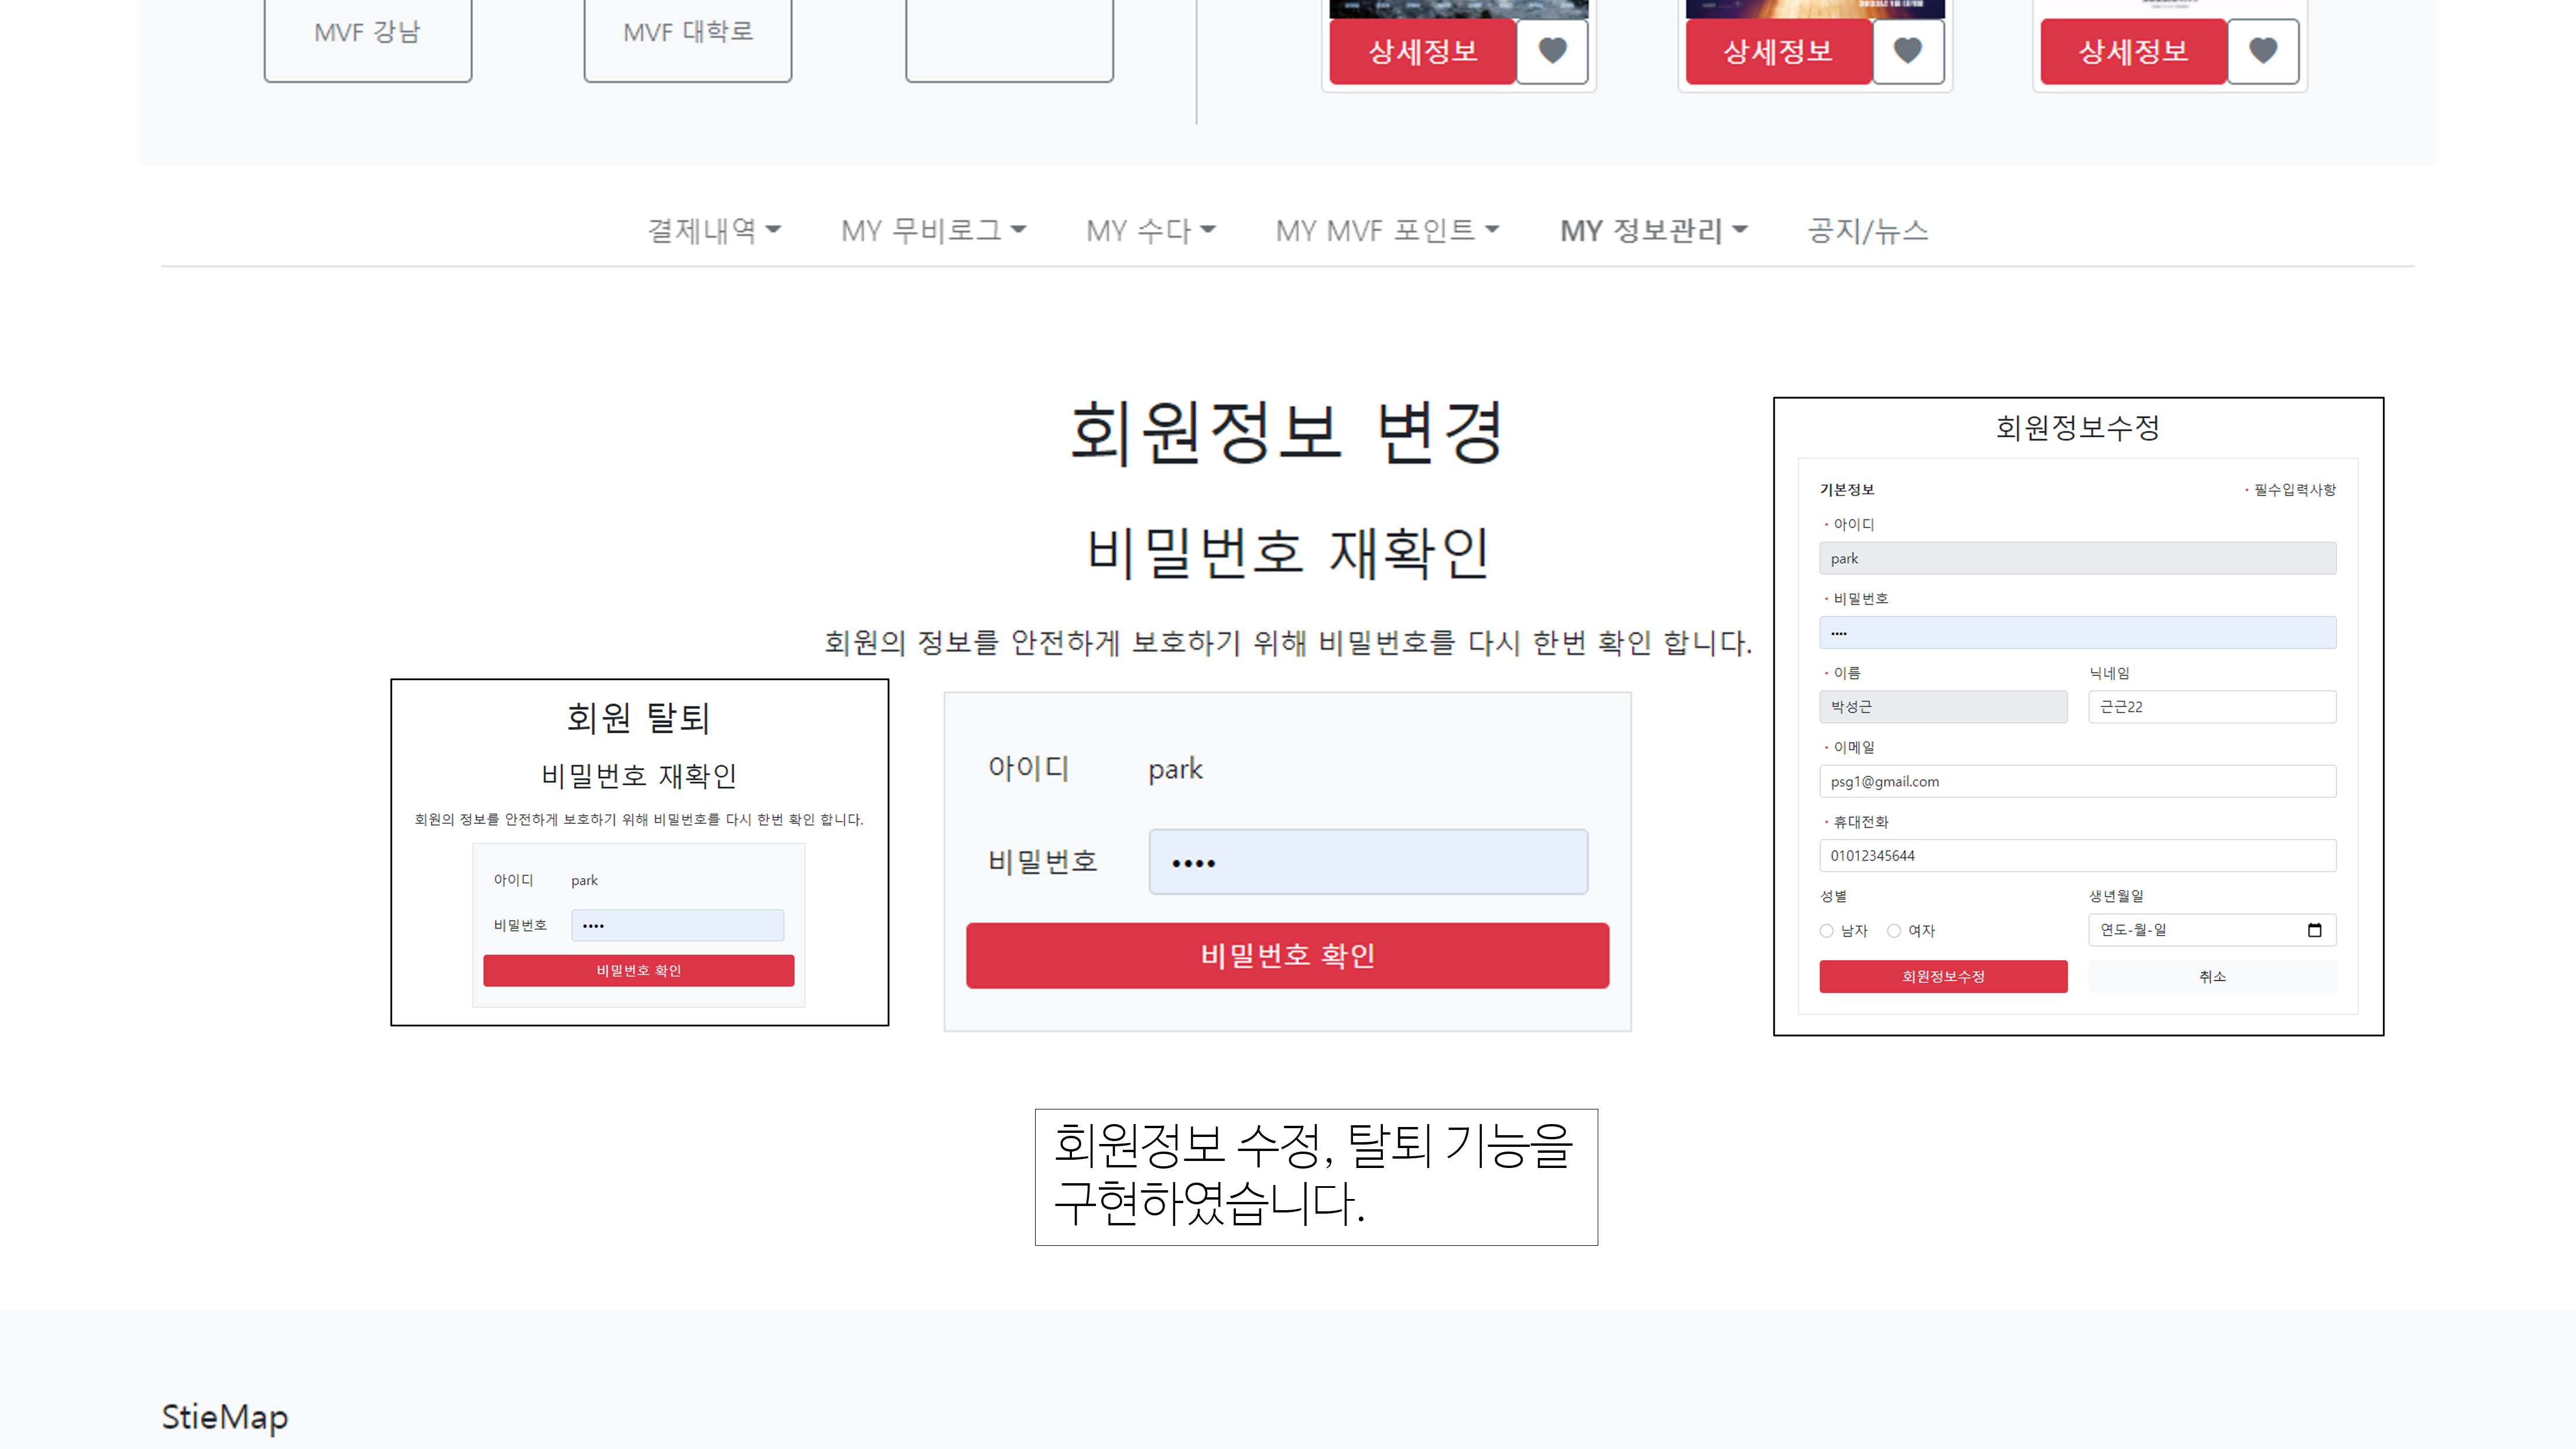 MVF 강남
MVF 대학로
상세정보
상세정보
상세정보
결제내역
MY 무비로그
MY 수다
MY MVF 포인트
MY 정보관리
공지/뉴스
회원정보 변경
비밀번호 재확인
회원의 정보를 안전하게 보호하기 위해 비밀번호를 다시 한번 확인 합니다.
아이디 park
비밀번호 ••••
비밀번호 확인
회원 탈퇴
비밀번호 재확인
회원의 정보를 안전하게 보호하기 위해 비밀번호를 다시 한번 확인 합니다.
아이디 park
비밀번호 ••••
비밀번호 확인
회원정보수정
기본정보 · 필수입력사항
· 아이디
park
· 비밀번호
••••
· 이름 닉네임
박성근 근근22
· 이메일
psg1@gmail.com
· 휴대전화
01012345644
성별 생년월일
남자 여자 연도-월-일
회원정보수정 취소
회원정보 수정, 탈퇴 기능을
구현하였습니다.
StieMap